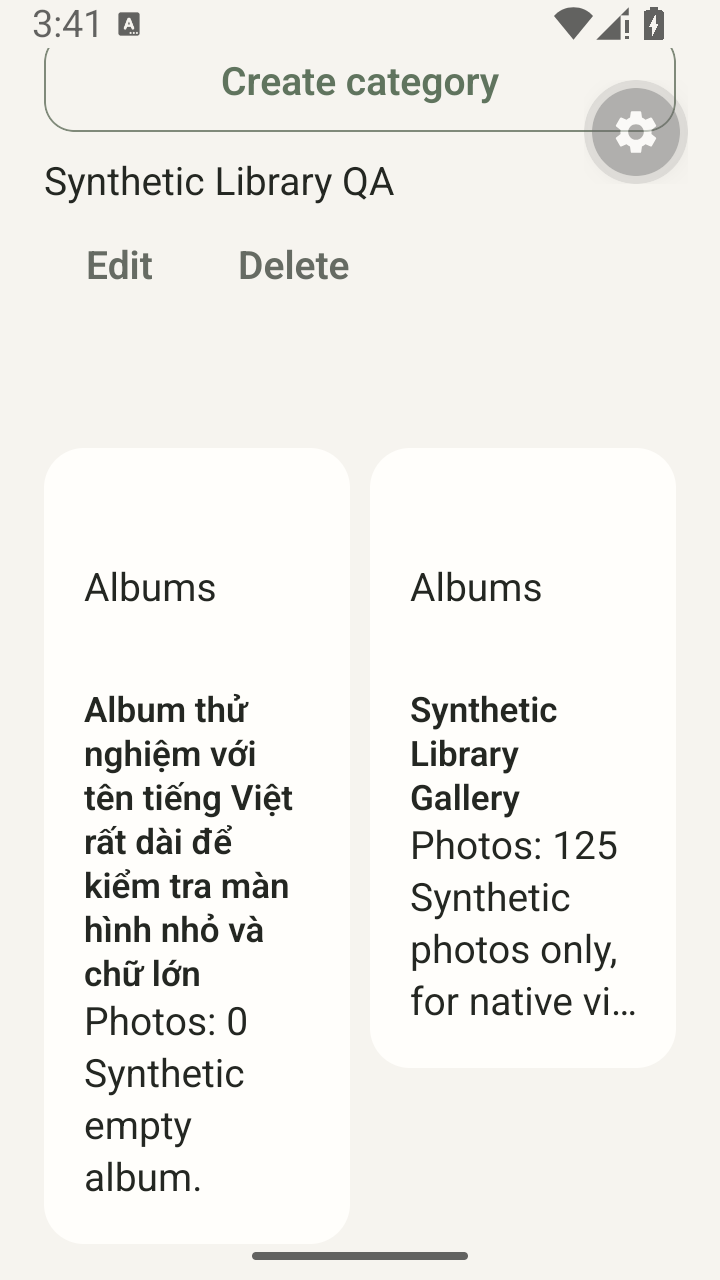 3:41
Create category
Synthetic Library QA
Edit Delete
Albums
Album thử
nghiệm với
tên tiếng Việt
rất dài để
kiểm tra màn
hình nhỏ và
chữ lớn
Photos: 0
Synthetic
empty
album.
Albums
Synthetic
Library
Gallery
Photos: 125
Synthetic
photos only,
for native vi…